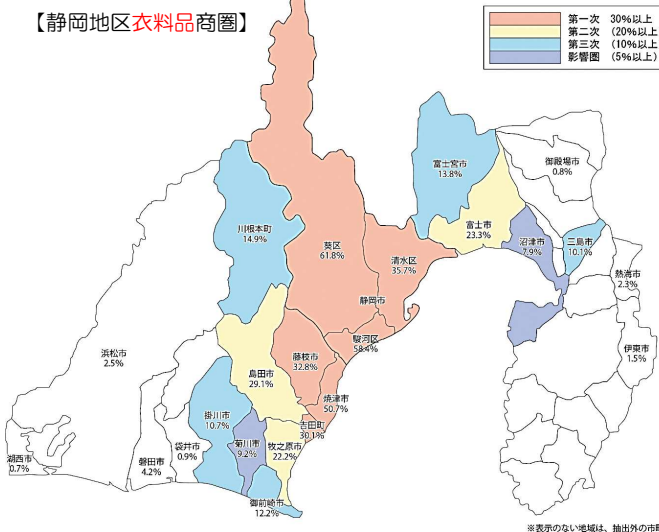 【静岡地区衣料品商圏】
第一次 30%以上
第二次 (20%以上
第三次 (10%以上
影響圏 (5%以上)
富士宮市
13.8%
御殿場市
0.8%
川根本町
14.9%
葵区
61.8%
清水区
35.7%
富士市
23.3%
沼津市
7.9%
三島市
10.1%
熱海市
2.3%
静岡市
駿河区
58.4%
浜松市
2.5%
島田市
29.1%
藤枝市
32.8%
伊東市
1.5%
焼津市
50.7%
掛川市
10.7%
吉田町
30.1%
湖西市
0.7%
磐田市
4.2%
袋井市
0.9%
菊川市
9.2%
牧之原市
22.2%
御前崎市
12.2%
※表示のない地域は、抽出外の市町